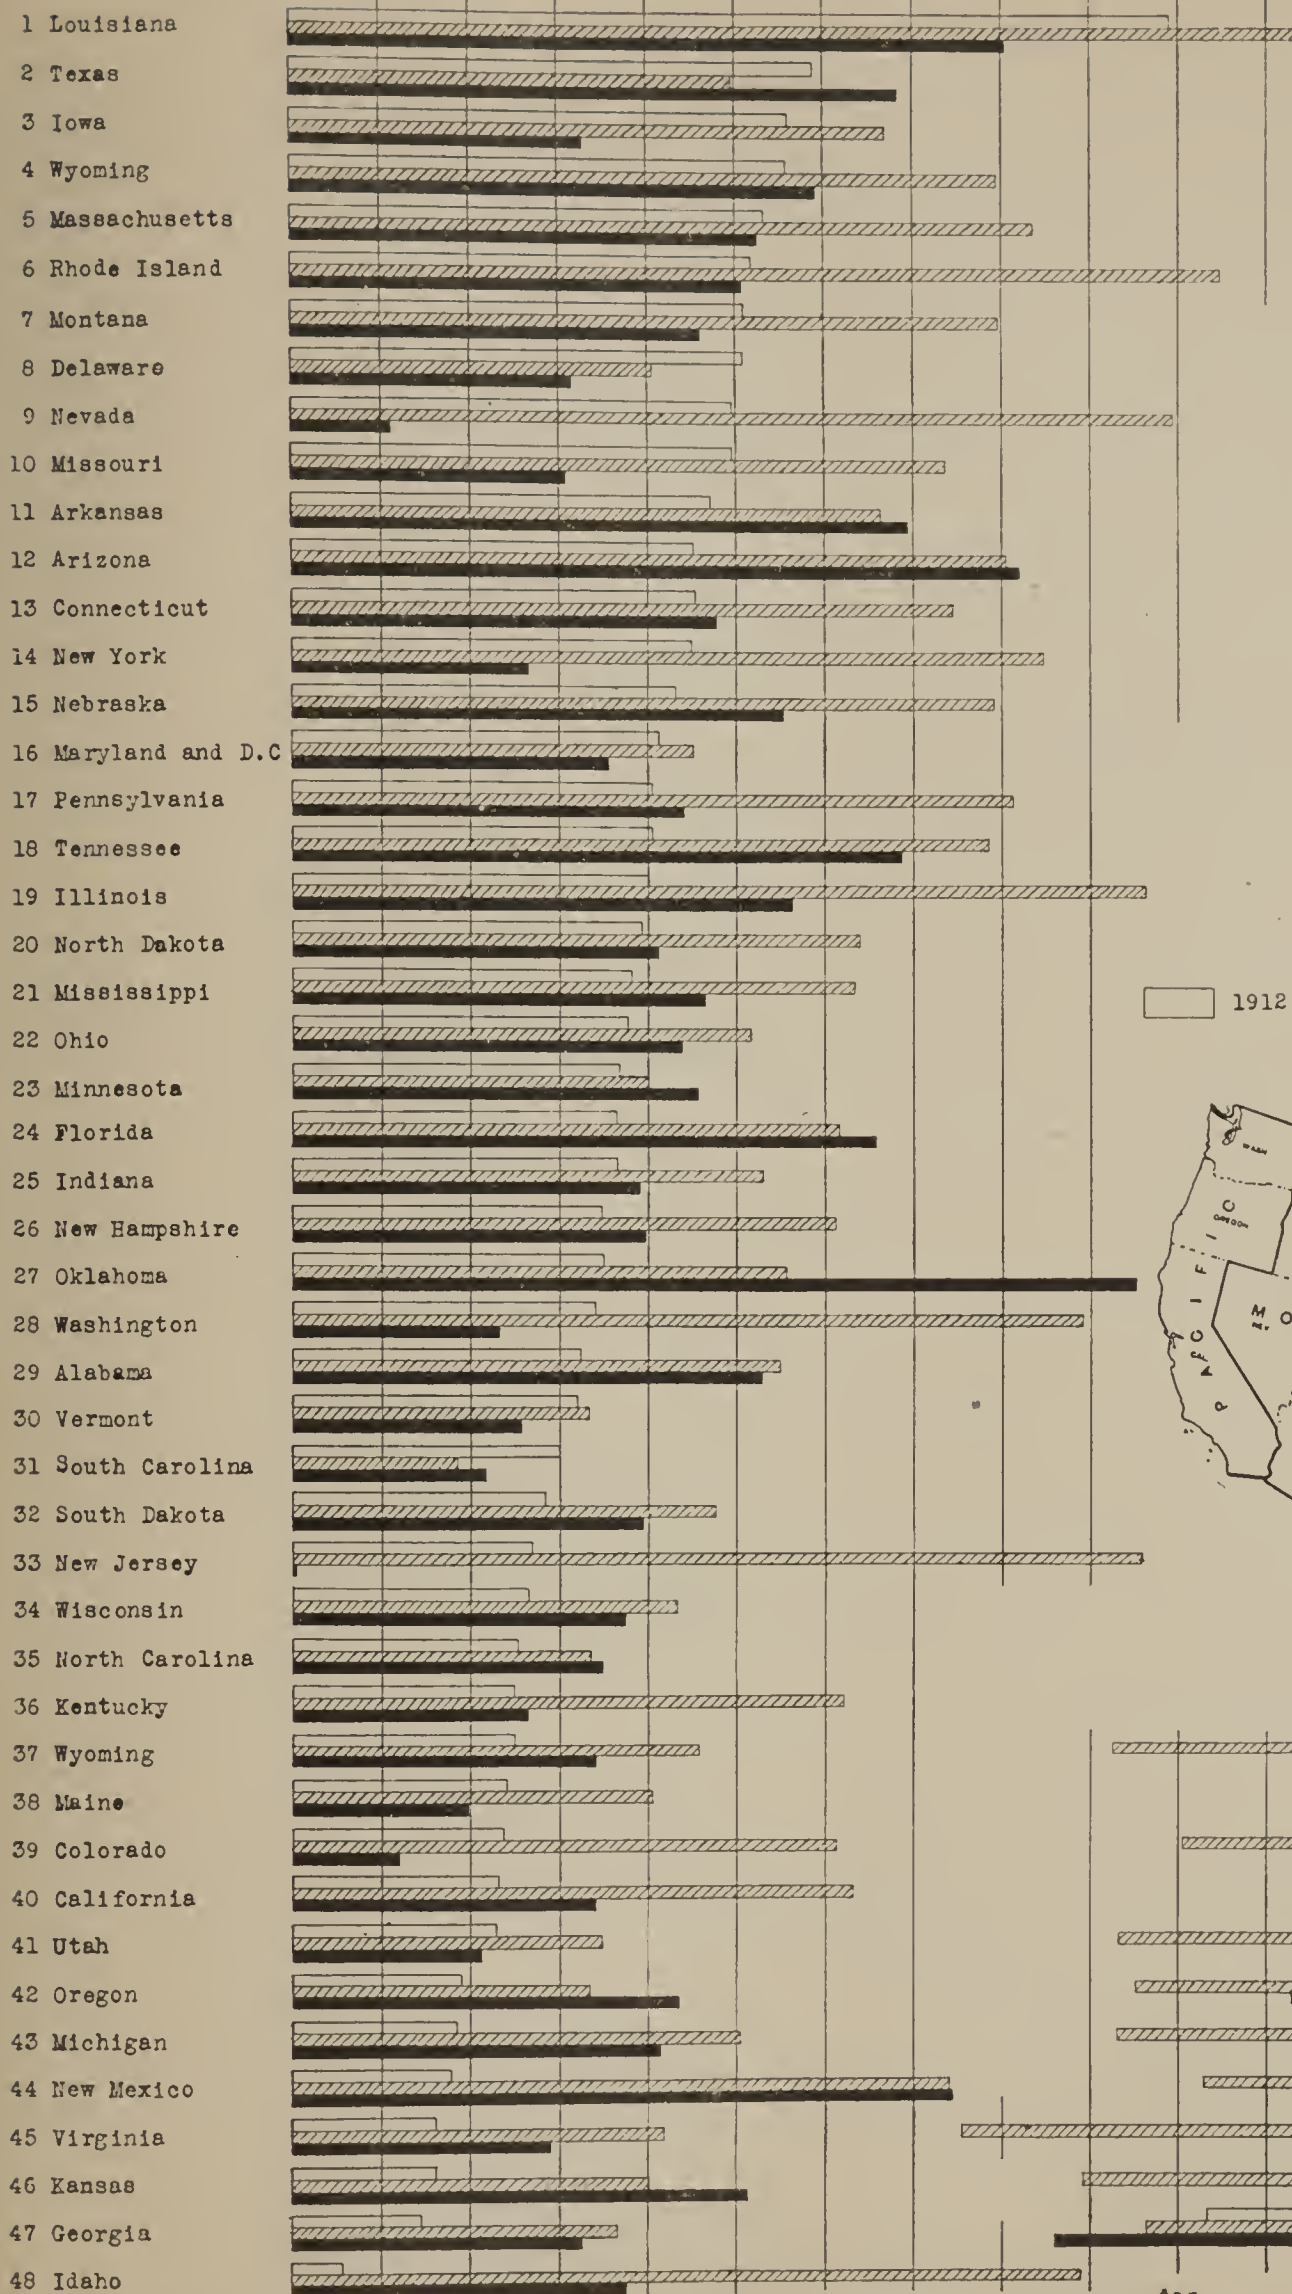 1 Louisiana
2 Texas
3 Iowa
4 Wyoming
5 Massachusetts
6 Rhode Island
7 Montana
8 Delaware
9 Nevada
10 Missouri
11 Arkansas
12 Arizona
13 Connecticut
14 New York
15 Nebraska
16 Maryland and D.C
17 Pennsylvania
18 Tennessee
19 Illinois
20 North Dakota
21 Mississippi
22 Ohio
23 Minnesota
24 Florida
25 Indiana
26 New Hampshire
27 Oklahoma
28 Washington
29 Alabama
30 Vermont
31 South Carolina
32 South Dakota
33 New Jersey
34 Wisconsin
35 North Carolina
36 Kentucky
37 Wyoming
38 Maine
39 Colorado
40 California
41 Utah
42 Oregon
43 Michigan
44 New Mexico
45 Virginia
46 Kansas
47 Georgia
48 Idaho
1912
WASH
OREGON
PACIFIC
M O